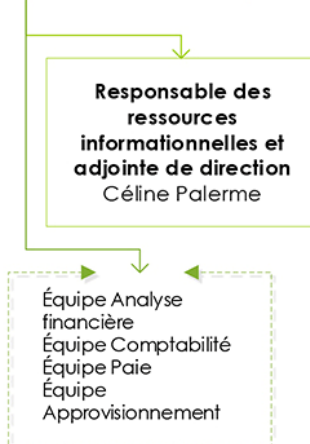 Responsable des
ressources
informationnelles et
adjointe de direction
Céline Palerme
Équipe Analyse
financière
Équipe Comptabilité
Équipe Paie
Équipe
Approvisionnement